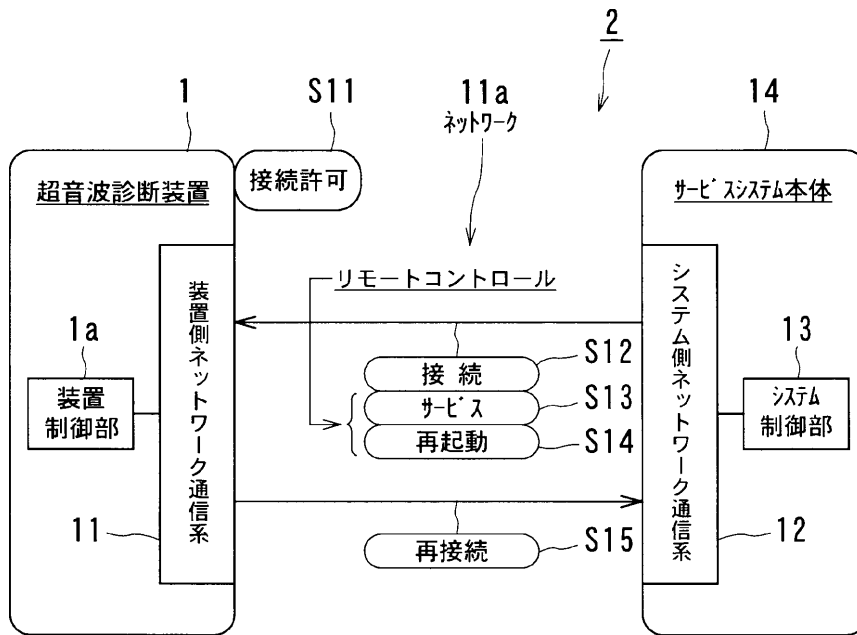 2
1
S11
11a
ネットワーク
14
接続許可
超音波診断装置
サービスシステム本体
リモートコントロール
装置側ネットワーク通信系
システム側ネットワーク通信系
1a
装置
制御部
S12
接続
S13
サービス
S14
再起動
13
システム
制御部
11
S15
再接続
12